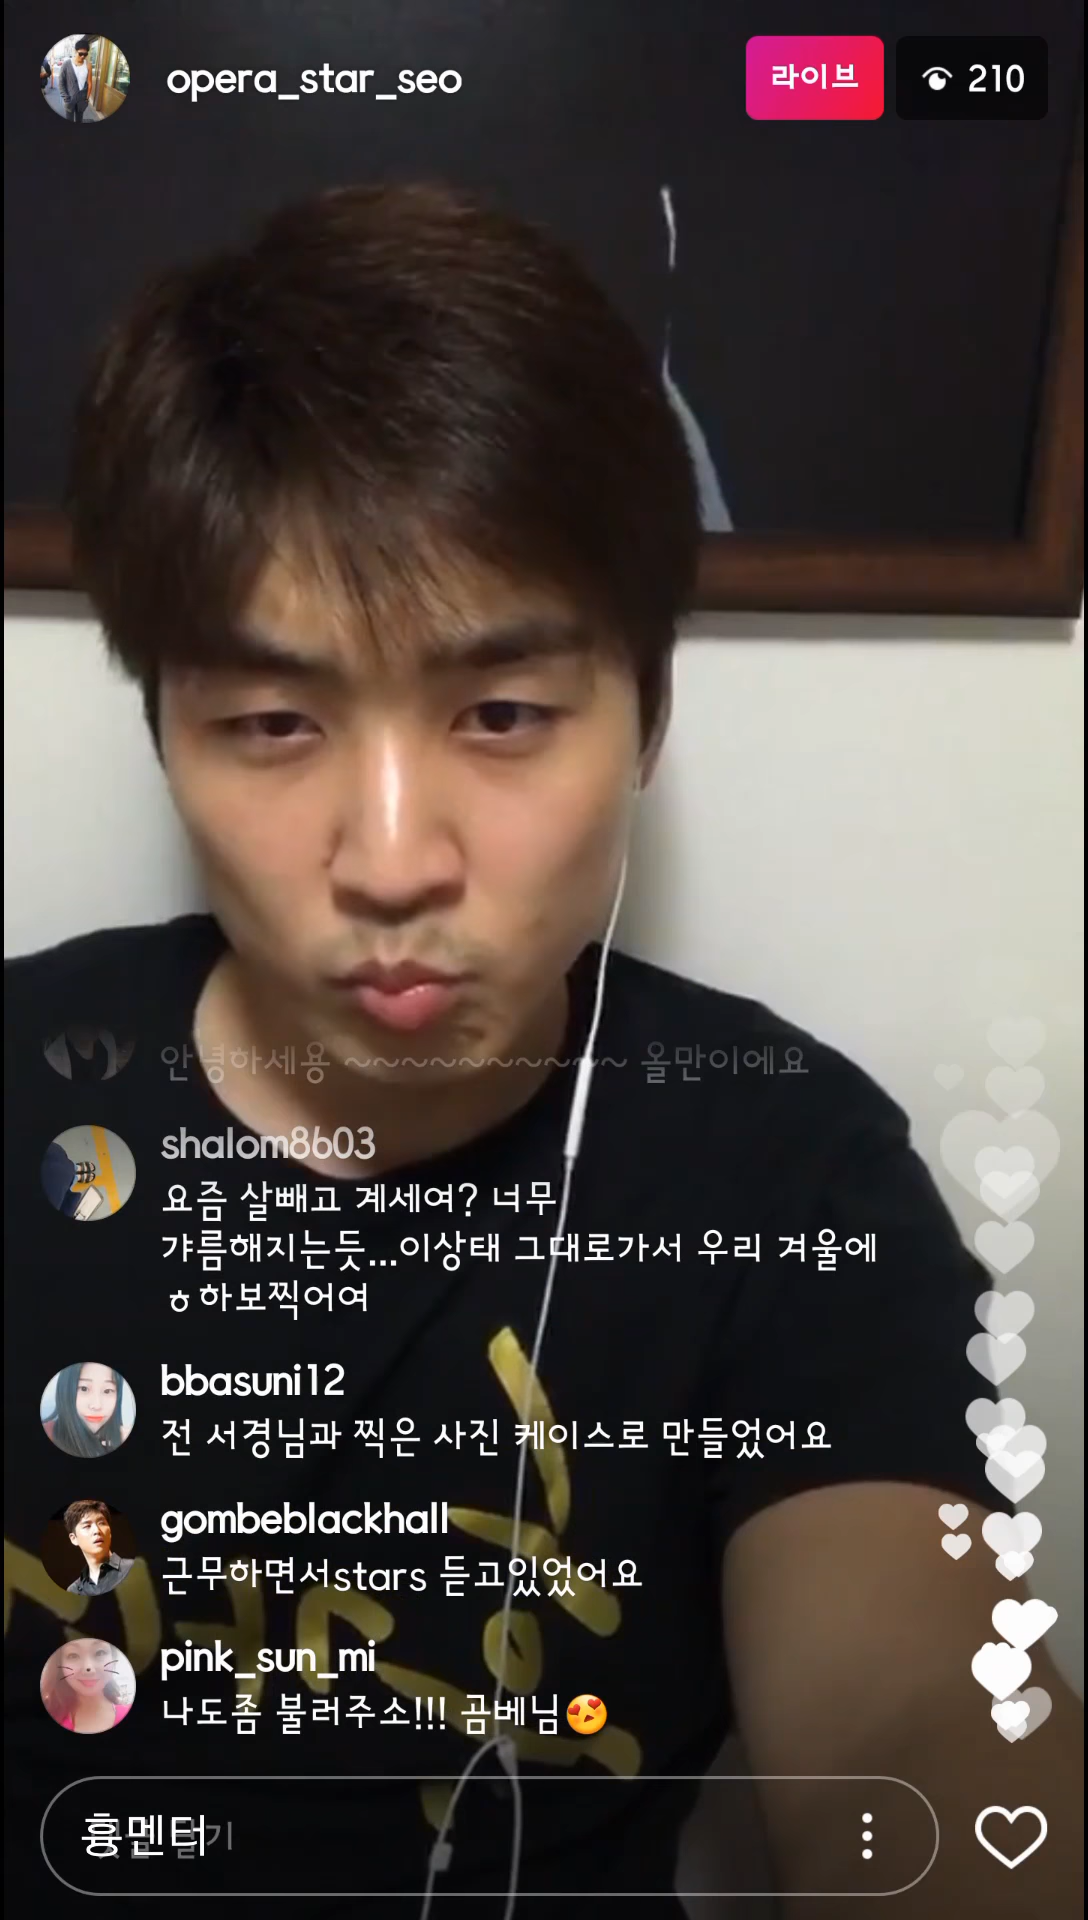 opera_star_seo
라이브
210
안녕하세용 ~~~~~~~~~~~ 올만이에요
shalom8603
요즘 살빼고 계세여? 너무
갸름해지는듯...이상태 그대로가서 우리 겨울에
ㅎ하보찍어여
bbasuni12
전 서경님과 찍은 사진 케이스로 만들었어요
gombeblackhall
근무하면서stars 듣고있었어요
pink_sun_mi
나도좀 불러주소!!! 곰베님😍
흉멘터